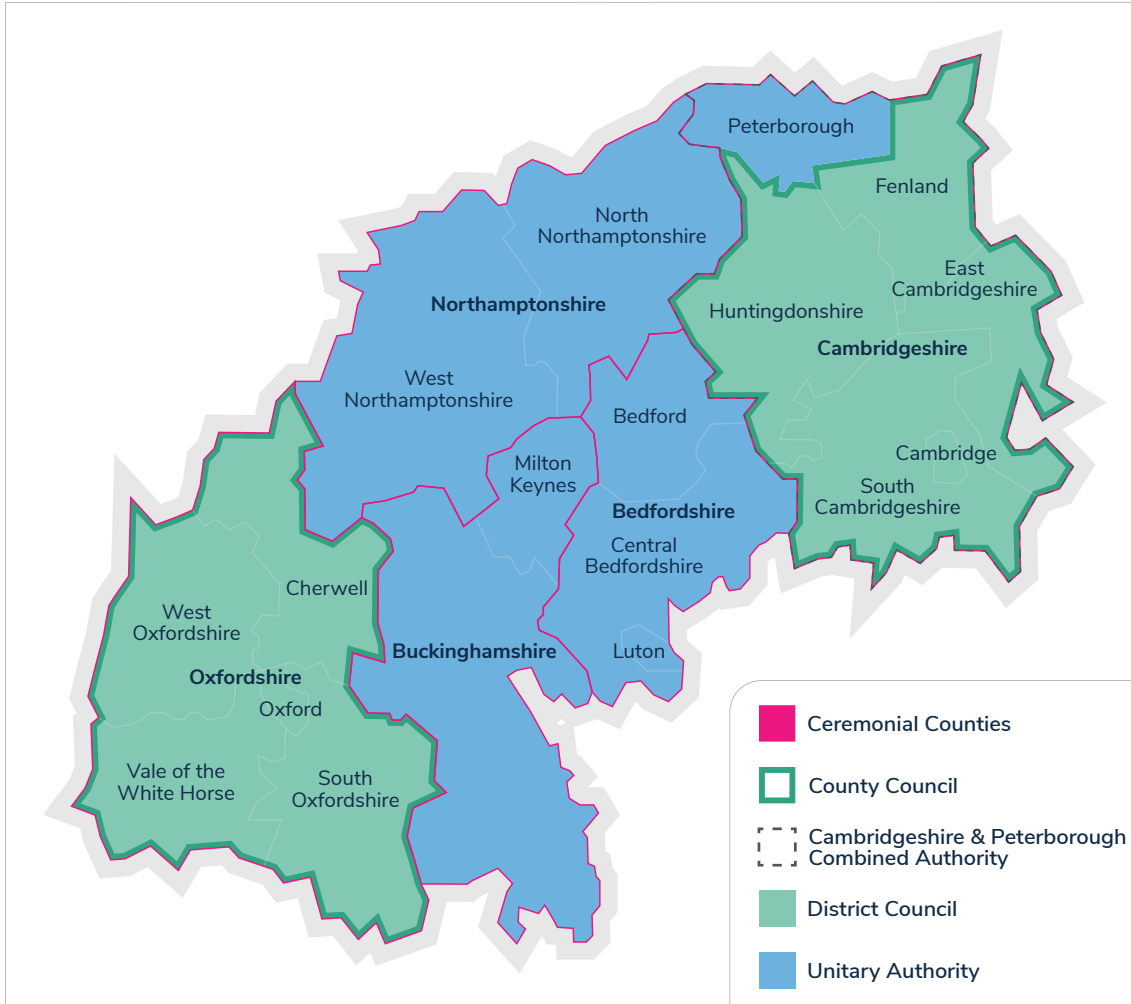 Peterborough
Fenland
North
Northamptonshire
East
Cambridgeshire
Northamptonshire
Huntingdonshire
Cambridgeshire
West
Northamptonshire
Bedford
Milton
Keynes
Cambridge
South
Cambridgeshire
Bedfordshire
Central
Bedfordshire
Cherwell
West
Oxfordshire
Buckinghamshire
Luton
Oxfordshire
Oxford
Vale of the
White Horse
South
Oxfordshire
Ceremonial Counties
County Council
Cambridgeshire & Peterborough
Combined Authority
District Council
Unitary Authority